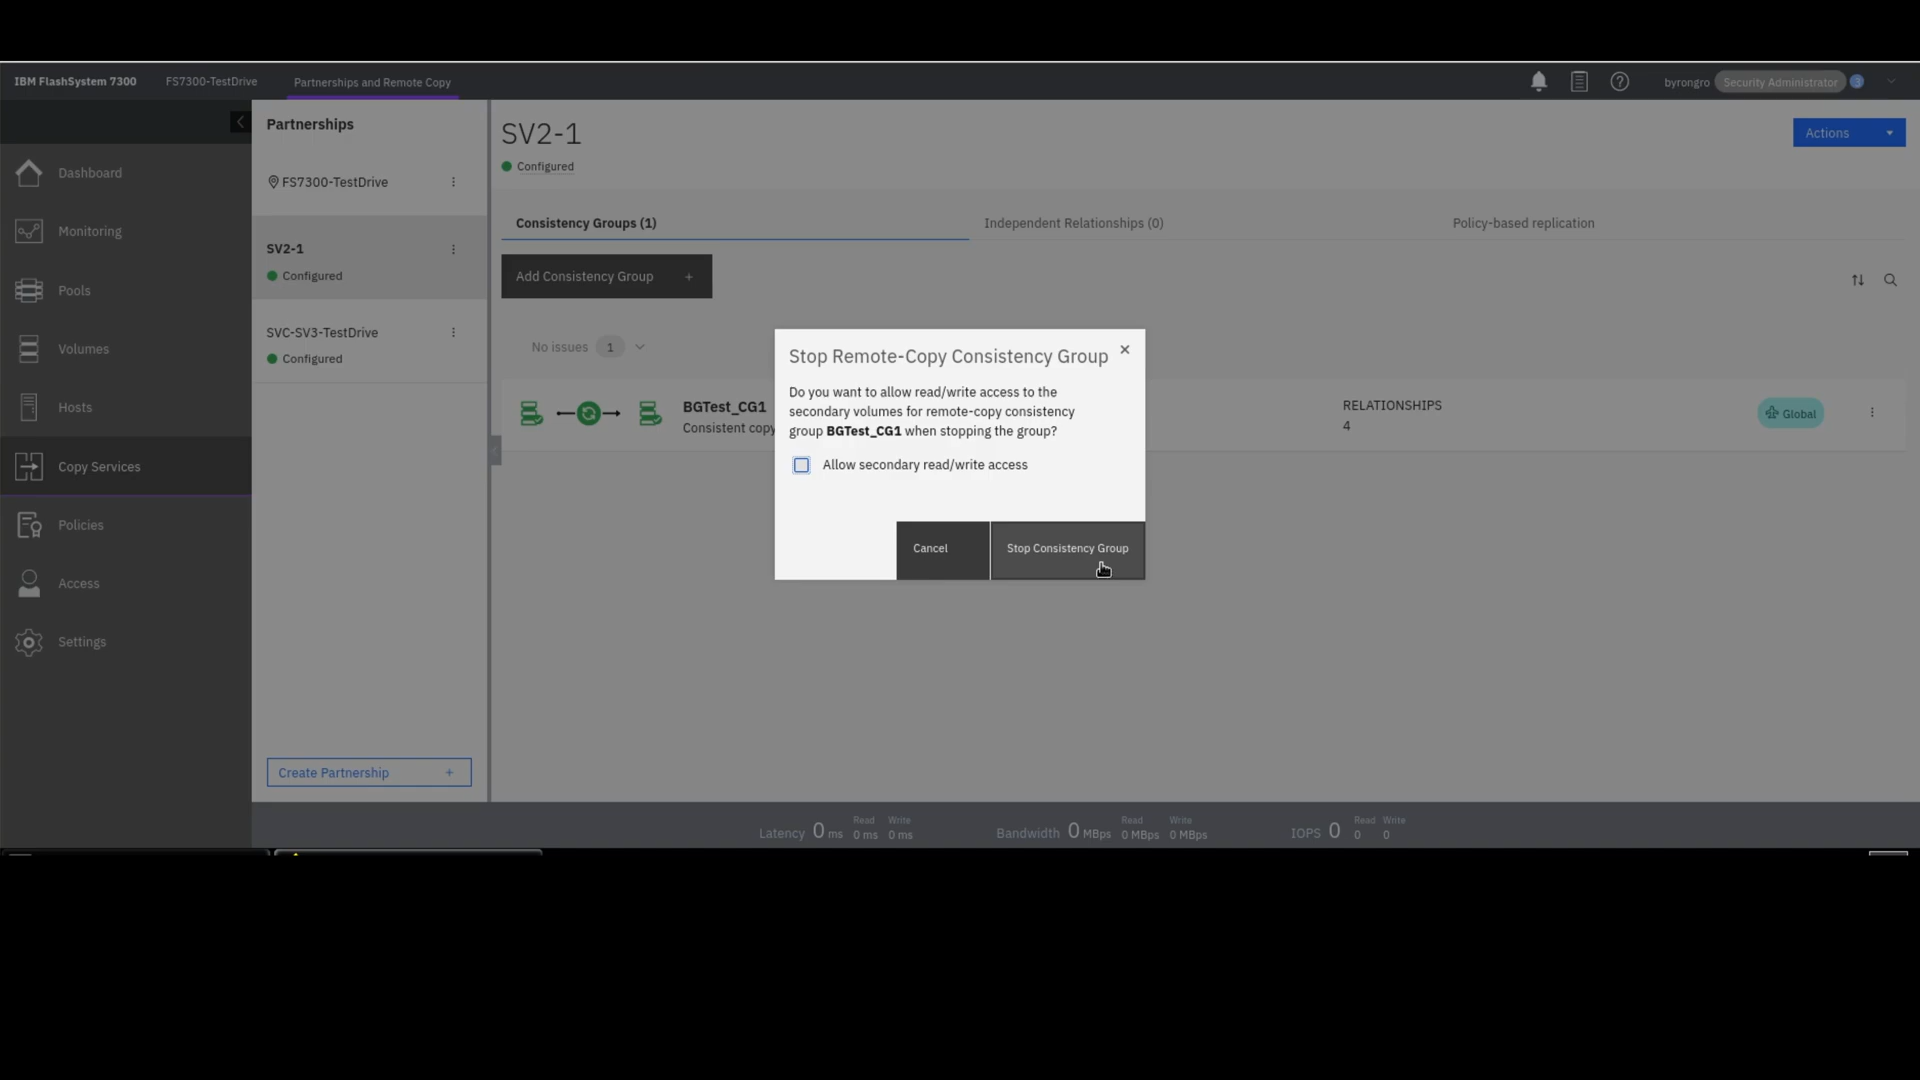 IBM FlashSystem 7300 FS7300-TestDrive Partnerships and Remote Copy byrongro Security Administrator
Partnerships
FS7300-TestDrive
SV2-1
Configured
SVC-SV3-TestDrive
Configured
Create Partnership +
Dashboard
Monitoring
Pools
Volumes
Hosts
Copy Services
Policies
Access
Settings
SV2-1
Configured
Actions
Consistency Groups (1) Independent Relationships (0) Policy-based replication
Add Consistency Group +
No issues 1
BGTest_CG1
Consistent copy
RELATIONSHIPS
4
Global
Stop Remote-Copy Consistency Group
Do you want to allow read/write access to the
secondary volumes for remote-copy consistency
group BGTest_CG1 when stopping the group?
Allow secondary read/write access
Cancel Stop Consistency Group
Latency 0 ms Read 0 ms Write 0 ms
Bandwidth 0 MBps Read 0 MBps Write 0 MBps
IOPS 0 Read 0 Write 0